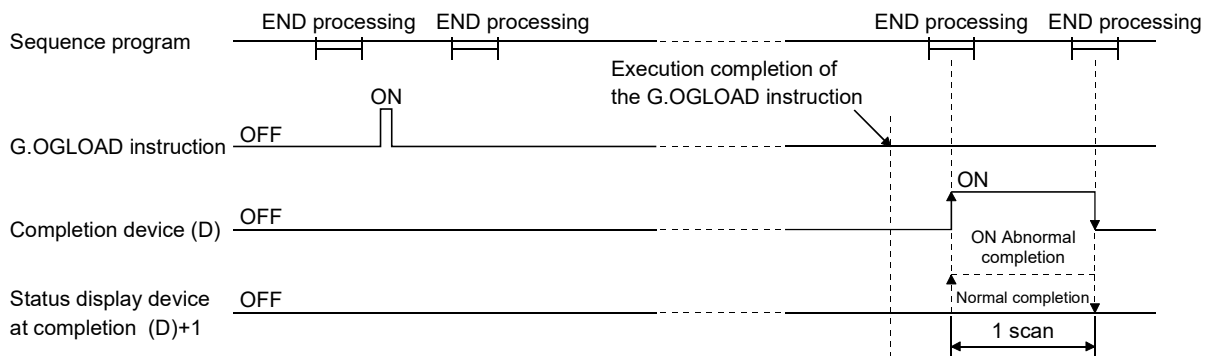 END processing END processing END processing END processing
Sequence program
Execution completion of
the G.OGLOAD instruction
ON
OFF
G.OGLOAD instruction
ON
OFF
Completion device (D)
ON Abnormal
completion
Status display device
at completion (D)+1
OFF
Normal completion
1 scan